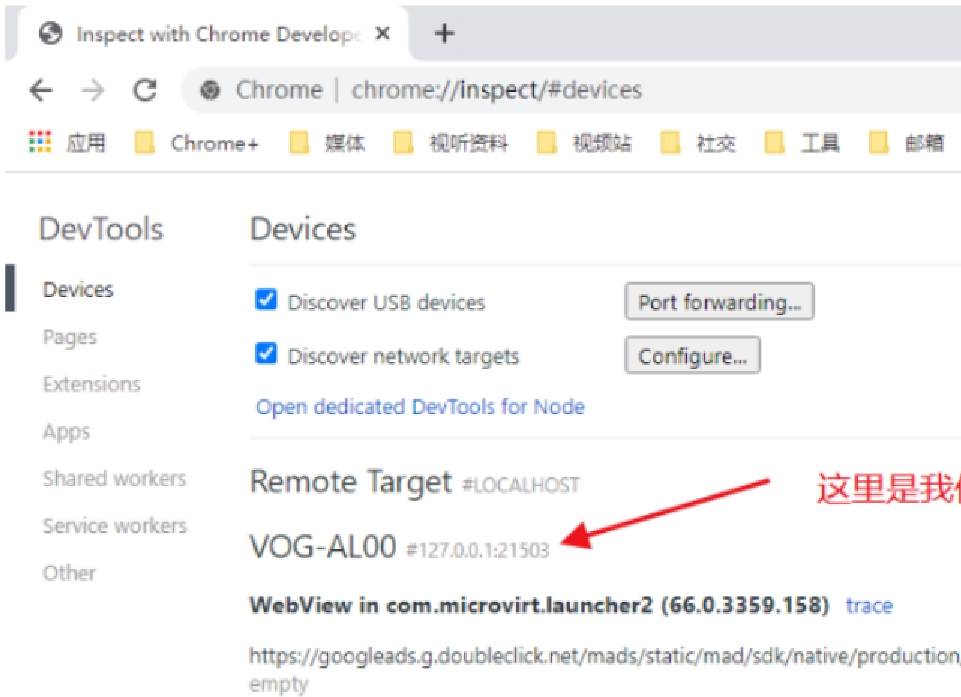 Inspect with Chrome Develope
Chrome | chrome://inspect/#devices
应用 Chrome+ 媒体 视听资料 视频站 社交 工具 邮箱
DevTools
Devices
Pages
Extensions
Apps
Shared workers
Service workers
Other
Devices
Discover USB devices Port forwarding...
Discover network targets Configure...
Open dedicated DevTools for Node
Remote Target #LOCALHOST
这里是我
VOG-AL00 #127.0.0.1:21503
WebView in com.microvirt.launcher2 (66.0.3359.158) trace
https://googleads.g.doubleclick.net/mads/static/mad/sdk/native/production
empty